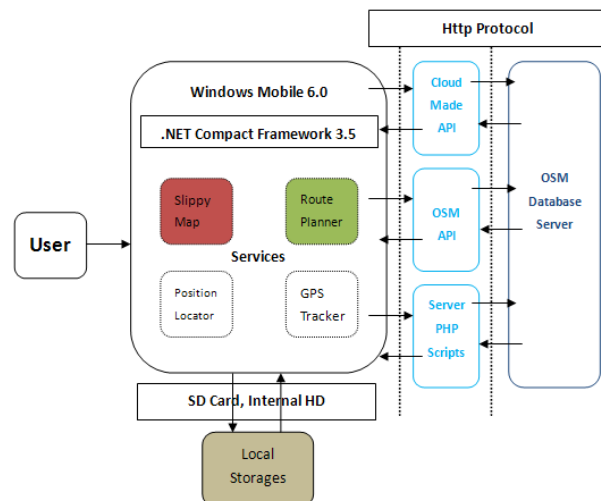 Http Protocol
Windows Mobile 6.0
.NET Compact Framework 3.5
Slippy
Map
Route
Planner
Services
Position
Locator
GPS
Tracker
User
Cloud
Made
API
OSM
API
Server
PHP
Scripts
OSM
Database
Server
SD Card, Internal HD
Local
Storages